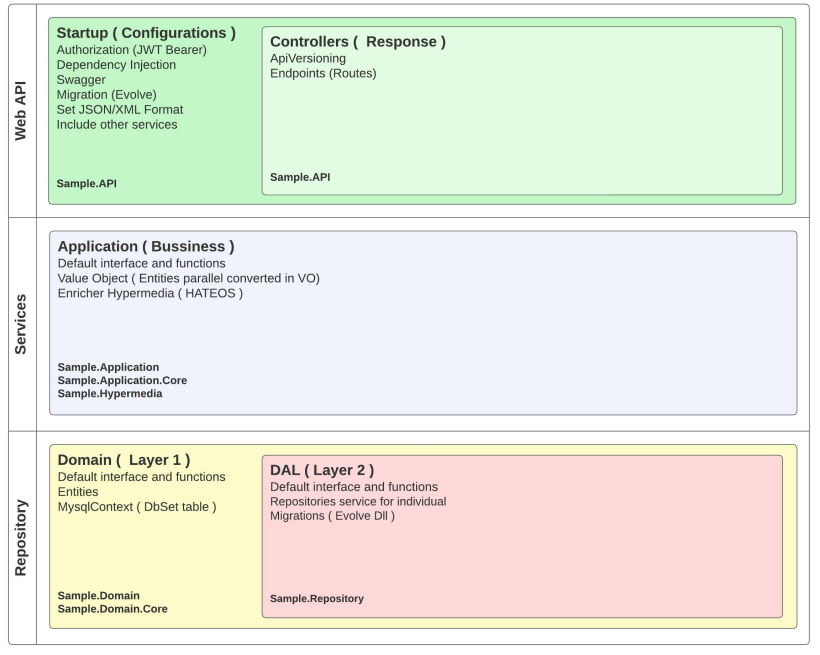 Web API
Startup ( Configurations )
Authorization (JWT Bearer)
Dependency Injection
Swagger
Migration (Evolve)
Set JSON/XML Format
Include other services
Sample.API
Controllers (  Response )
ApiVersioning
Endpoints (Routes)
Sample.API
Services
Application ( Bussiness )
Default interface and functions
Value Object ( Entities parallel converted in VO)
Enricher Hypermedia ( HATEOS )
Sample.Application
Sample.Application.Core
Sample.Hypermedia
Repository
Domain (  Layer 1 )
Default interface and functions
Entities
MysqlContext ( DbSet table )
Sample.Domain
Sample.Domain.Core
DAL ( Layer 2 )
Default interface and functions
Repositories service for individual
Migrations ( Evolve Dll )
Sample.Repository